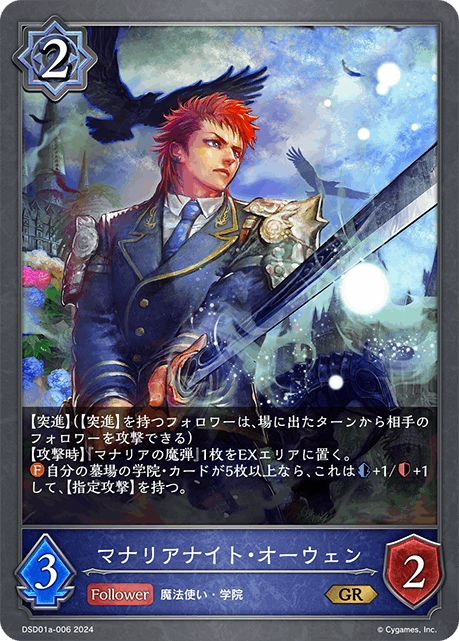 2
【突進】(【突進】を持つフォロワーは、場に出たターンから相手の
フォロワーを攻撃できる)
【攻撃時】『マナリアの魔弾』1枚をEXエリアに置く。
F自分の墓場の学院・カードが5枚以上なら、これは+1/+1
して、【指定攻撃】を持つ。
マナリアナイト・オーウェン
3
Follower 魔法使い・学院 GR
2
DSD01a-006 2024 © Cygames, Inc.